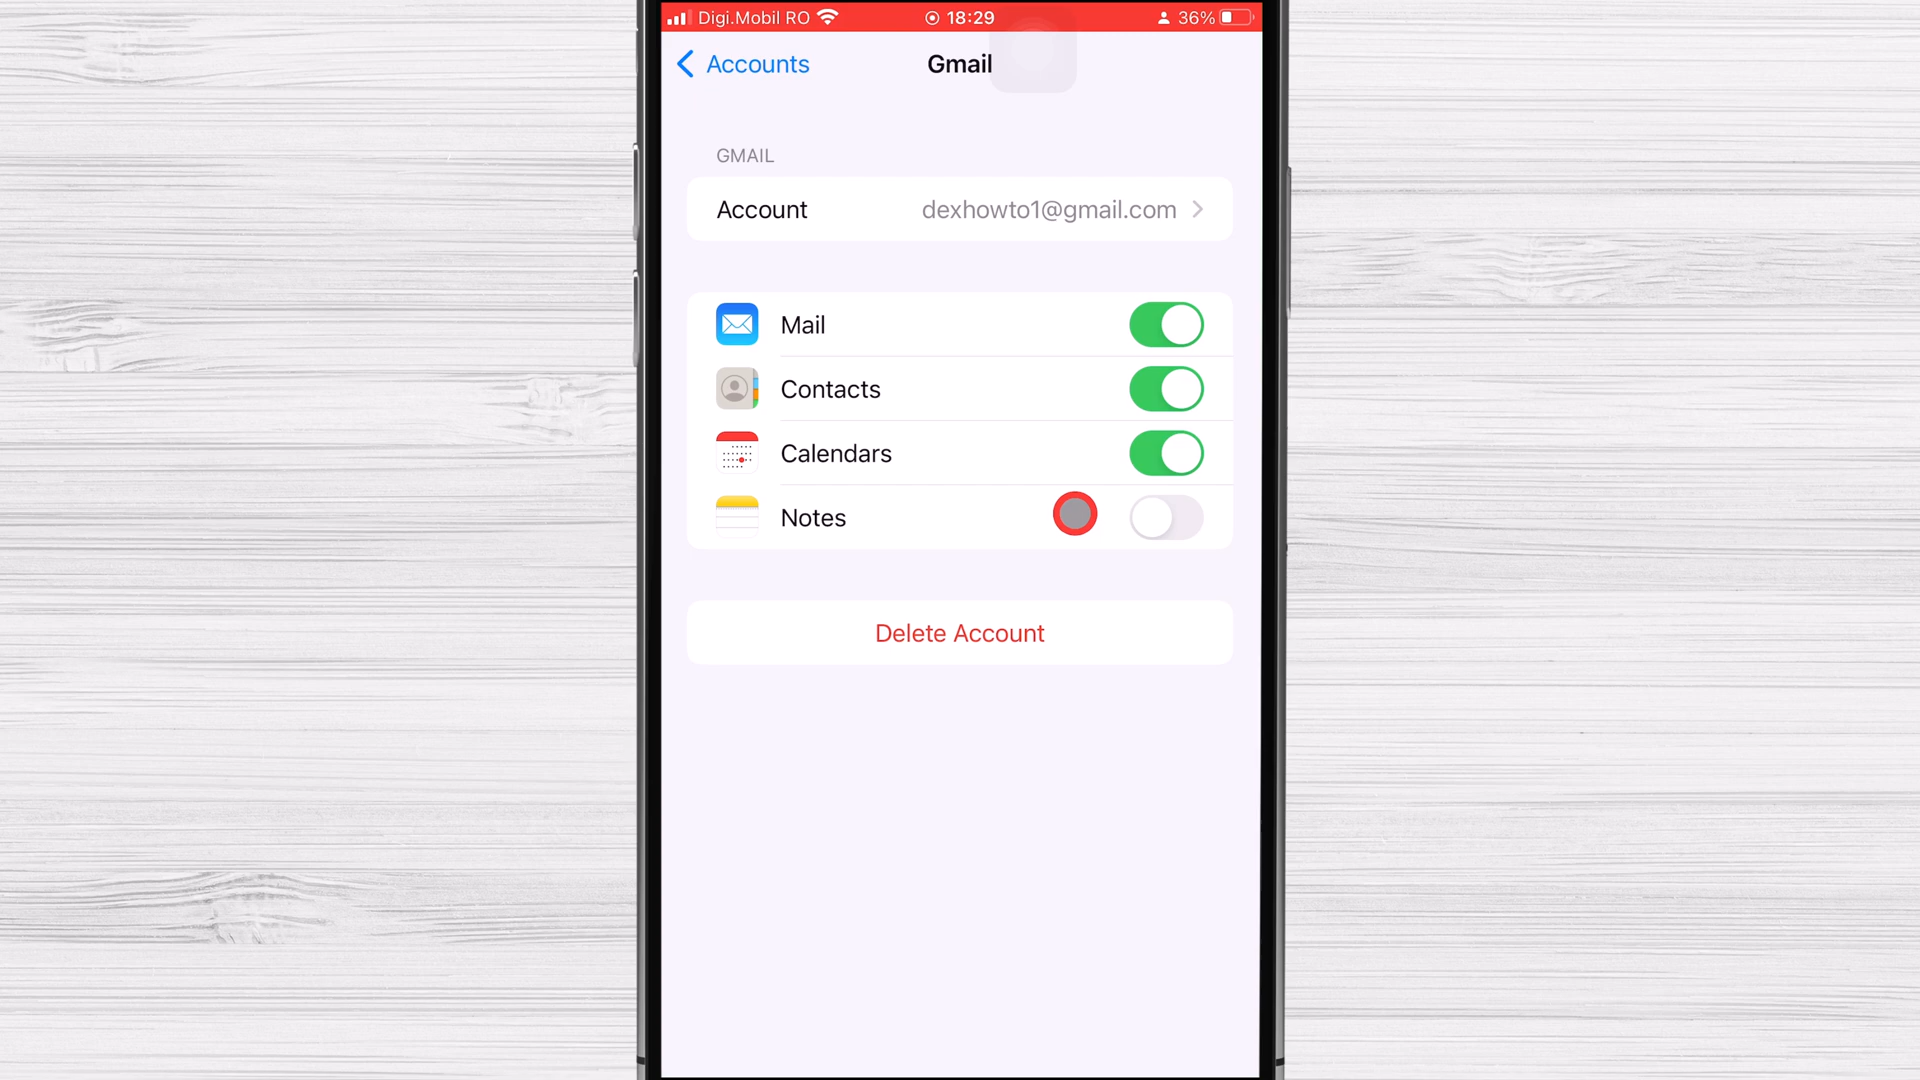 Digi.Mobil RO 18:29 36%
Accounts Gmail
GMAIL
Account dexhowto1@gmail.com
Mail
Contacts
Calendars
Notes
Delete Account